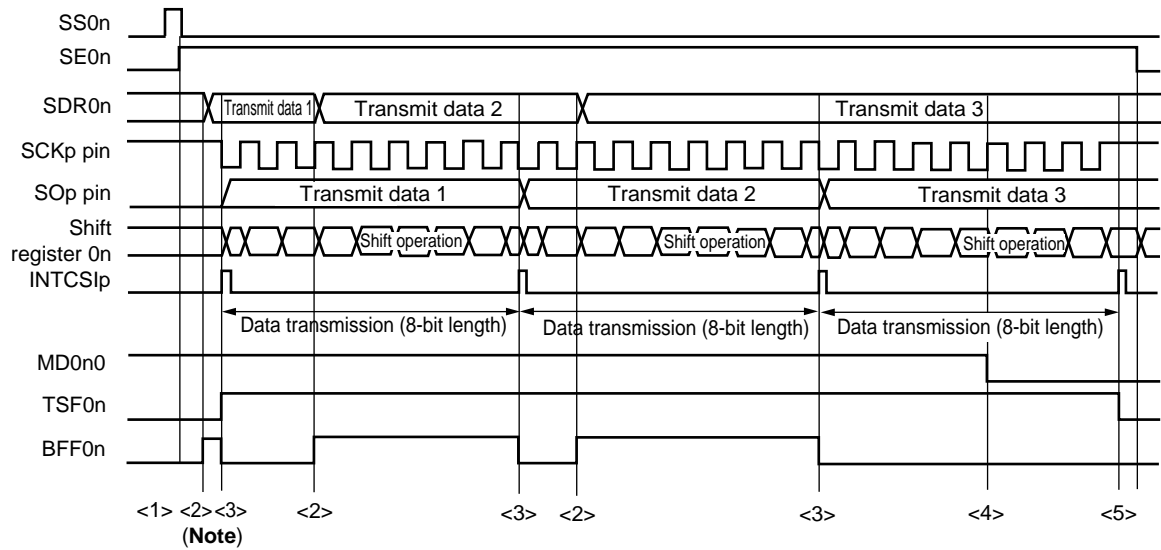 SS0n
SE0n
SDR0n Transmit data 1 Transmit data 2 Transmit data 3
SCKp pin
SOp pin Transmit data 1 Transmit data 2 Transmit data 3
Shift
register 0n Shift operation Shift operation Shift operation
INTCSIp
Data transmission (8-bit length) Data transmission (8-bit length) Data transmission (8-bit length)
MD0n0
TSF0n
BFF0n
<1> <2> <3> <2> <3> <2> <3> <4> <5>
(Note)